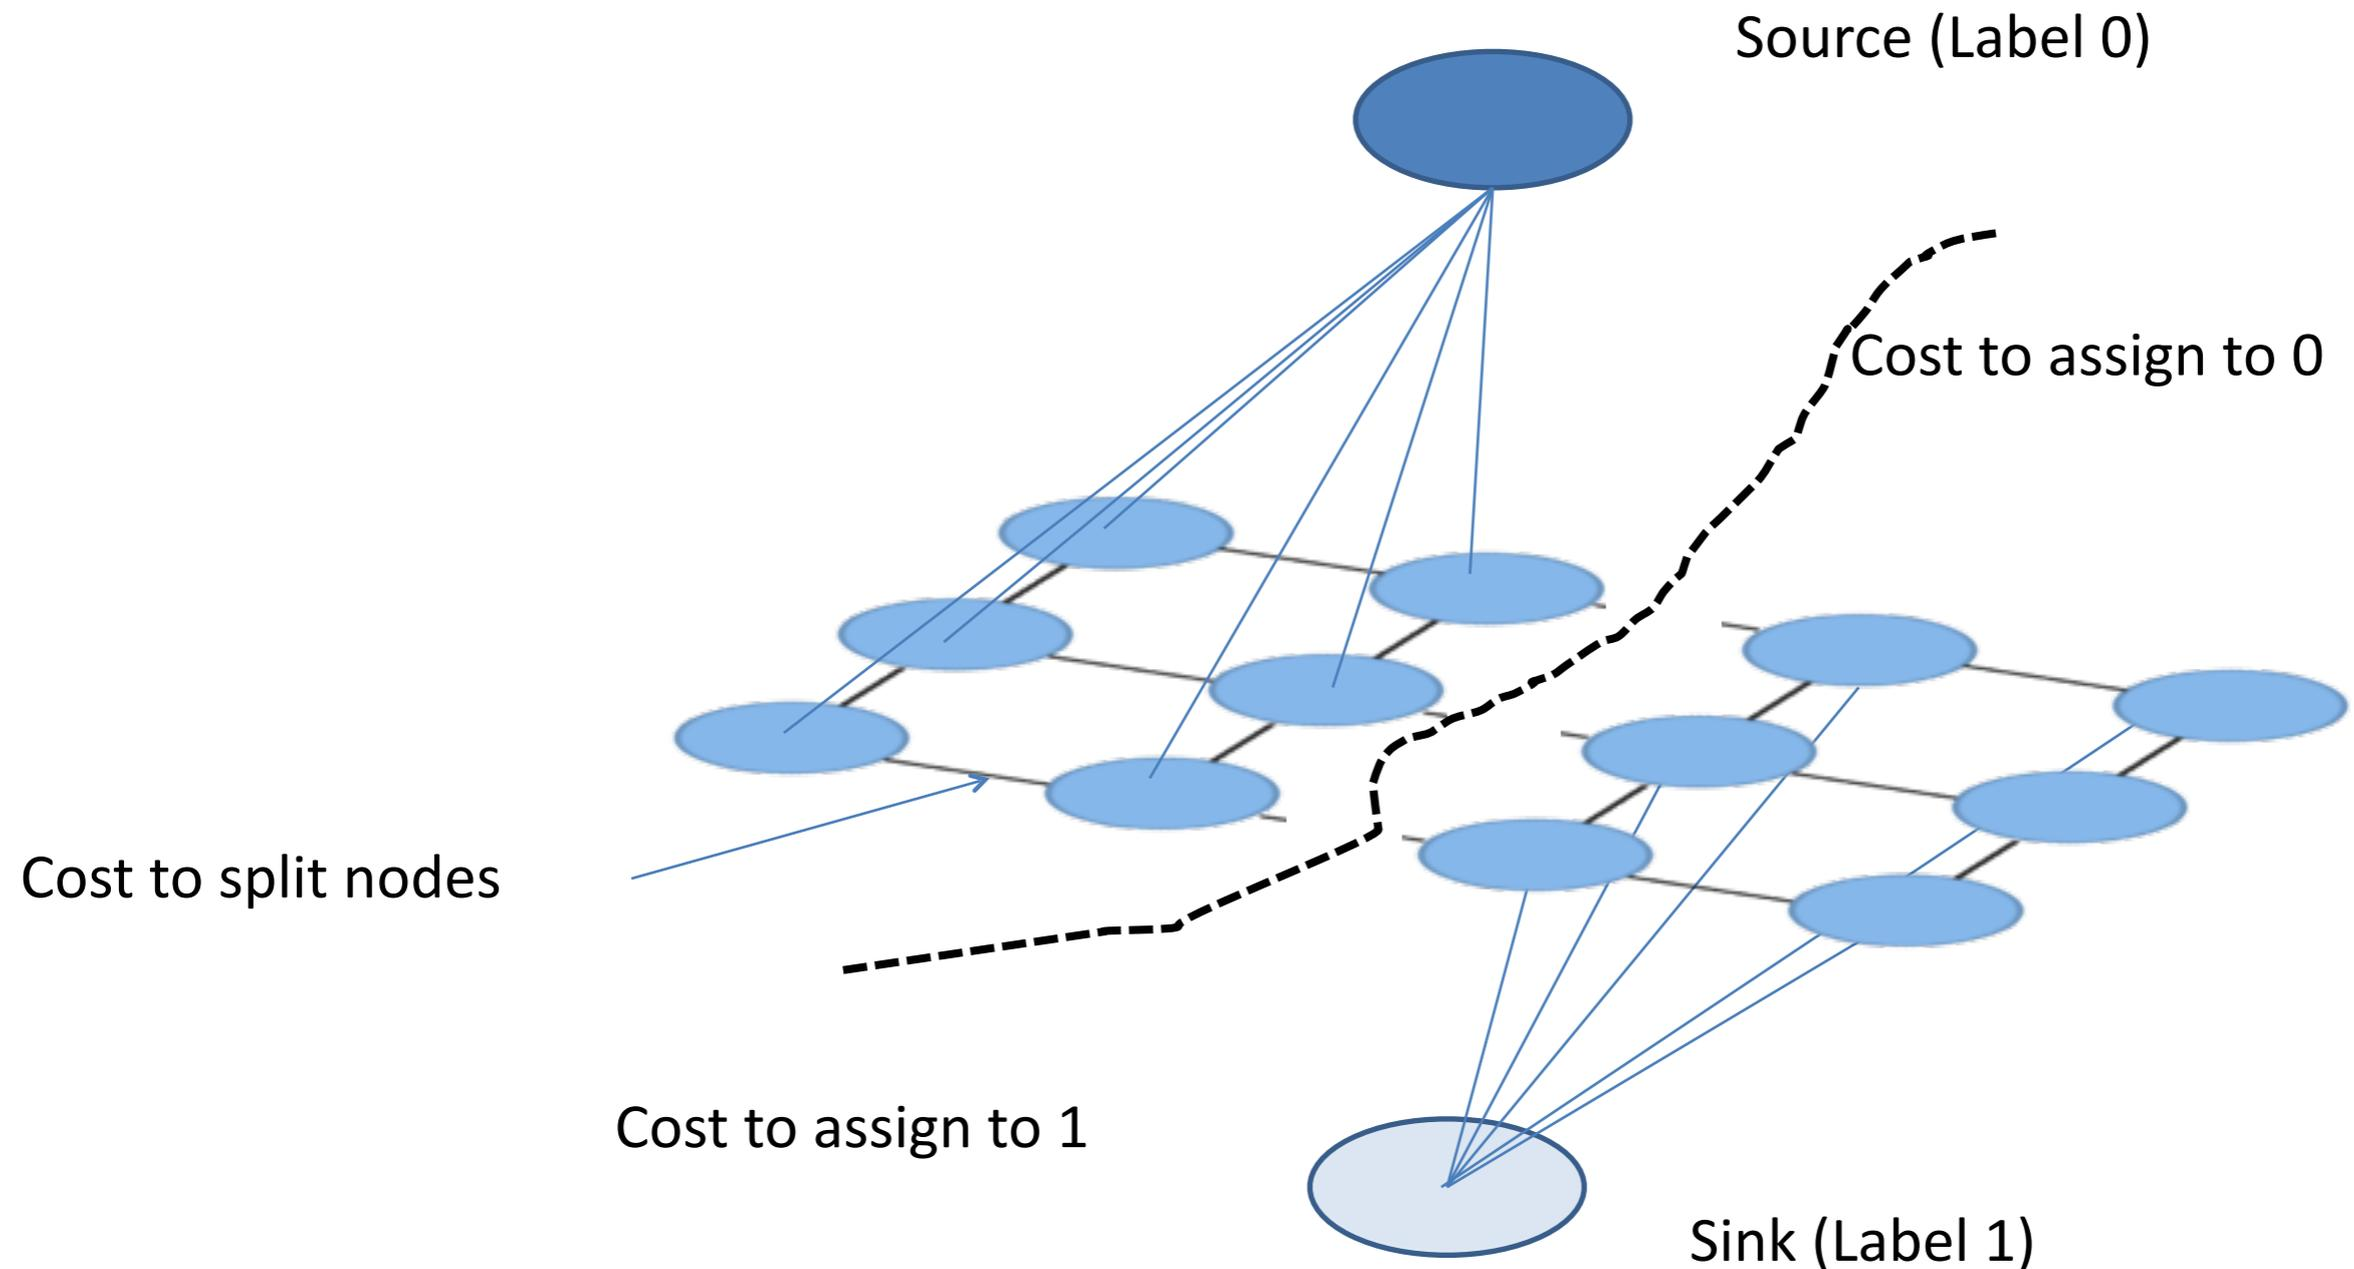 Source (Label 0)
Cost to assign to 0
Cost to split nodes
Cost to assign to 1
Sink (Label 1)